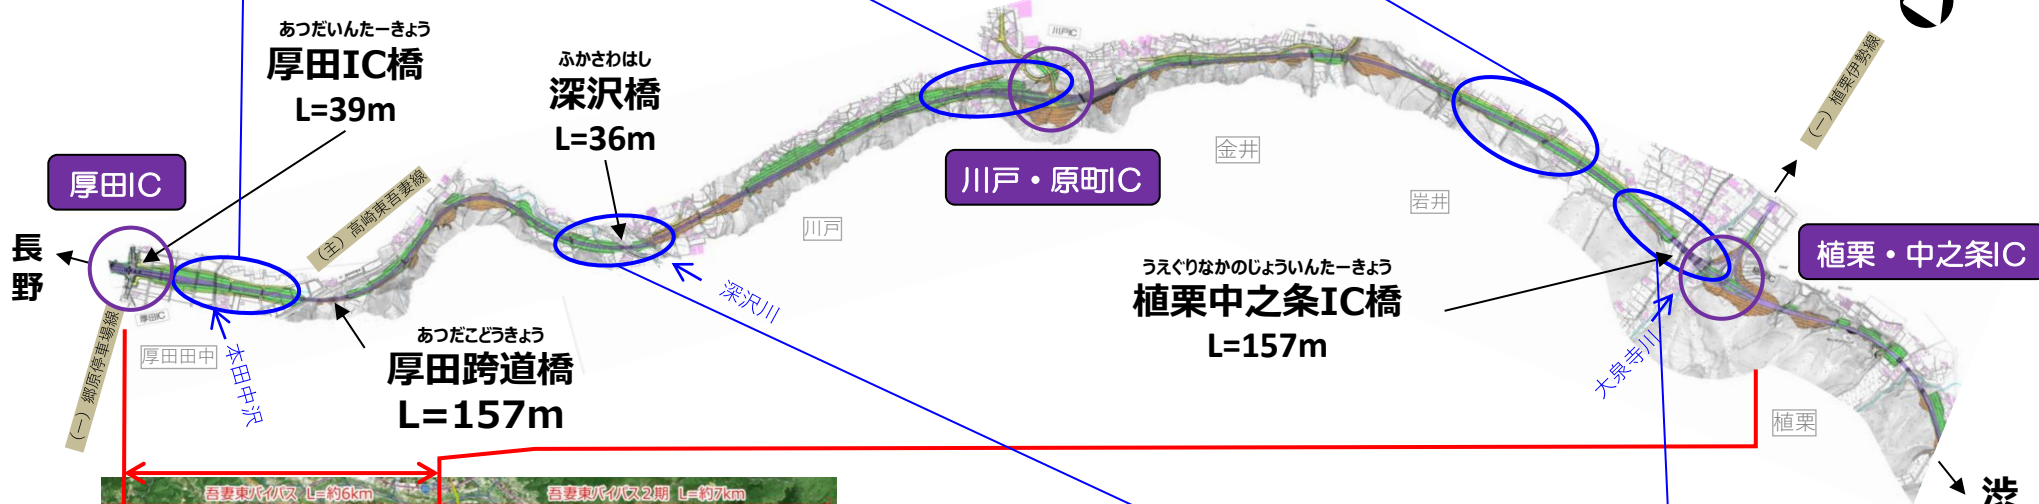 あつだいんたーきょう
厚田IC橋
L=39m
ふかさわはし
深沢橋
L=36m
川戸IC
(一)植栗伊勢線
厚田IC
川戸・原町IC
金井
(主)高崎東吾妻線
岩井
川戸
長野
植栗・中之条IC
うえぐりなかのじょういんたーきょう
植栗中之条IC橋
L=157m
深沢川
厚田IC
厚田田中
本田中沢
(一)郷原停車場線
あつだこどうきょう
厚田跨道橋
L=157m
大泉寺川
植栗
渋
吾妻東バイパス L=約6km
吾妻東バイパス2期 L=約7km